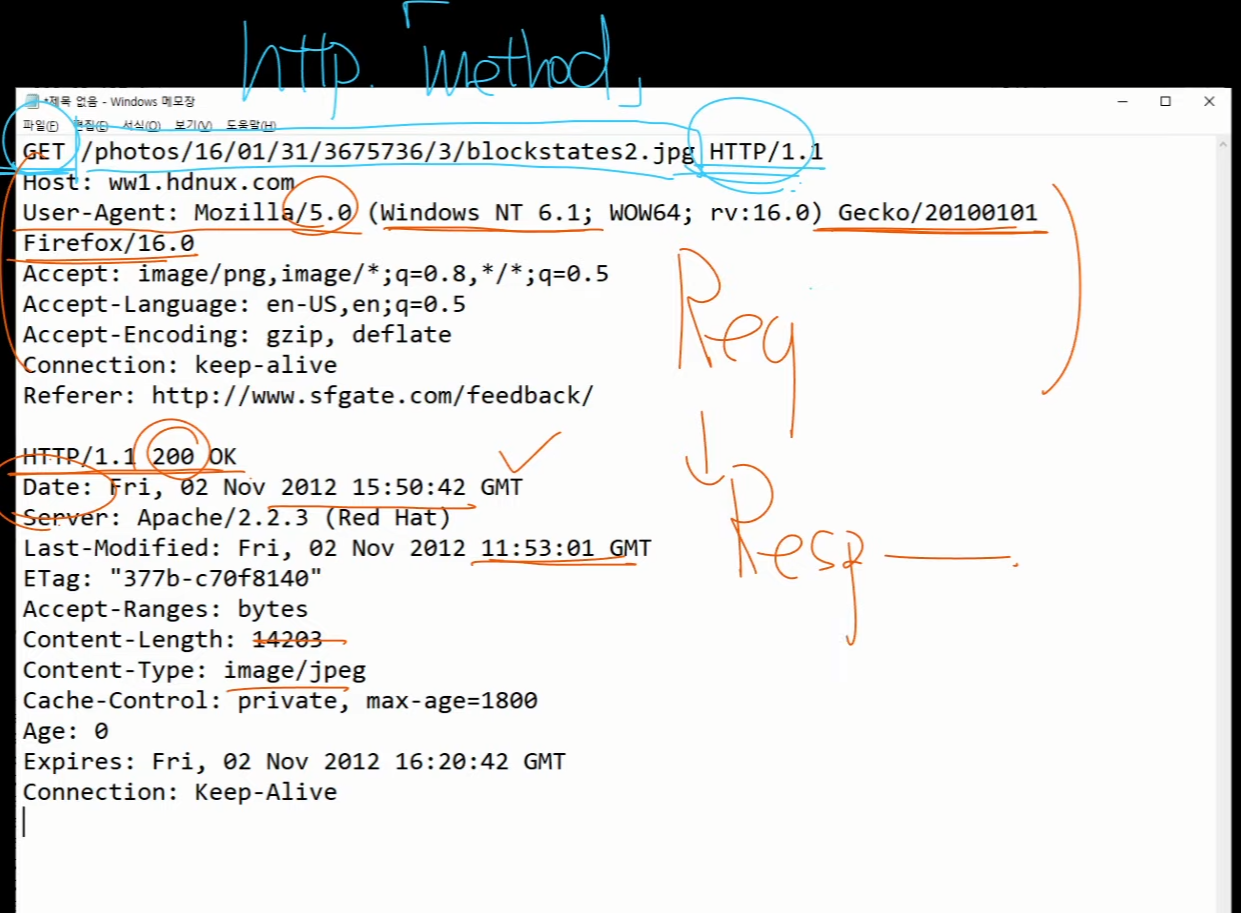 http. 「method」
*제목 없음 - Windows 메모장
파일(F) 편집(E) 서식(O) 보기(V) 도움말(H)
GET /photos/16/01/31/3675736/3/blockstates2.jpg HTTP/1.1
Host: ww1.hdnux.com
User-Agent: Mozilla/5.0 (Windows NT 6.1; WOW64; rv:16.0) Gecko/20100101
Firefox/16.0
Accept: image/png,image/*;q=0.8,*/*;q=0.5
Accept-Language: en-US,en;q=0.5
Accept-Encoding: gzip, deflate
Connection: keep-alive
Referer: http://www.sfgate.com/feedback/
Req
HTTP/1.1 200 OK
Date: Fri, 02 Nov 2012 15:50:42 GMT
Server: Apache/2.2.3 (Red Hat)
Last-Modified: Fri, 02 Nov 2012 11:53:01 GMT
Resp
ETag: "377b-c70f8140"
Accept-Ranges: bytes
Content-Length: 14203
Content-Type: image/jpeg
Cache-Control: private, max-age=1800
Age: 0
Expires: Fri, 02 Nov 2012 16:20:42 GMT
Connection: Keep-Alive